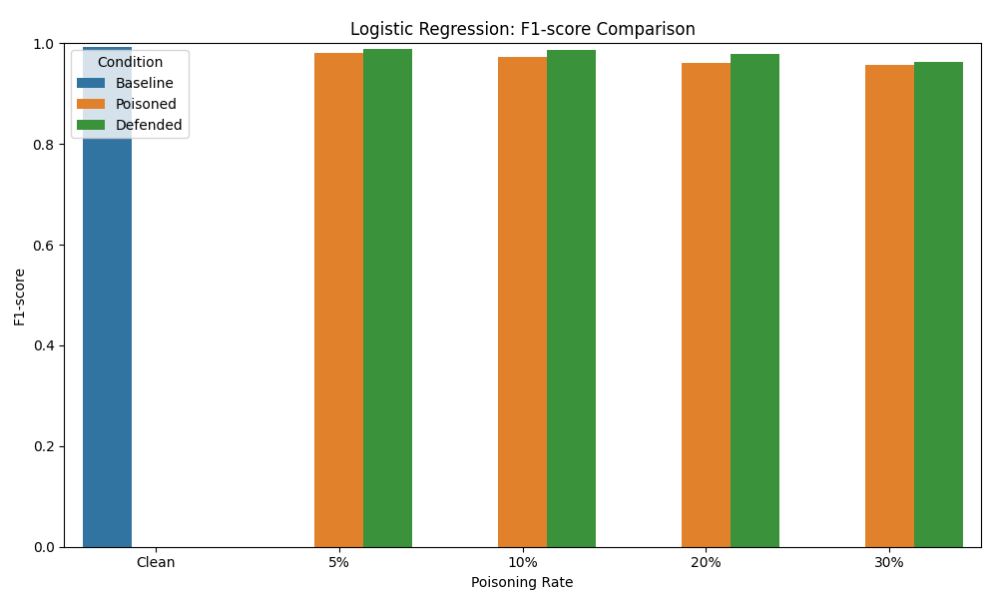 Logistic Regression: F1-score Comparison
Condition
Baseline
Poisoned
Defended
F1-score
1.0
0.8
0.6
0.4
0.2
0.0
Clean 5% 10% 20% 30%
Poisoning Rate